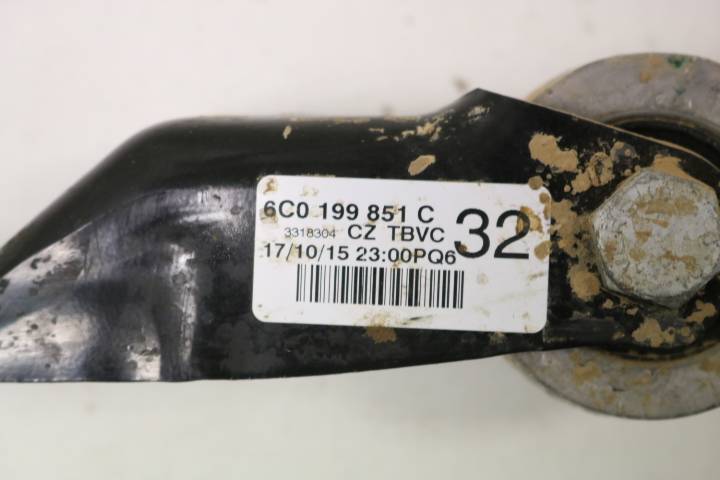 6C0 199 851 C
3318304 CZ TBVC 32
17/10/15 23:00PQ6